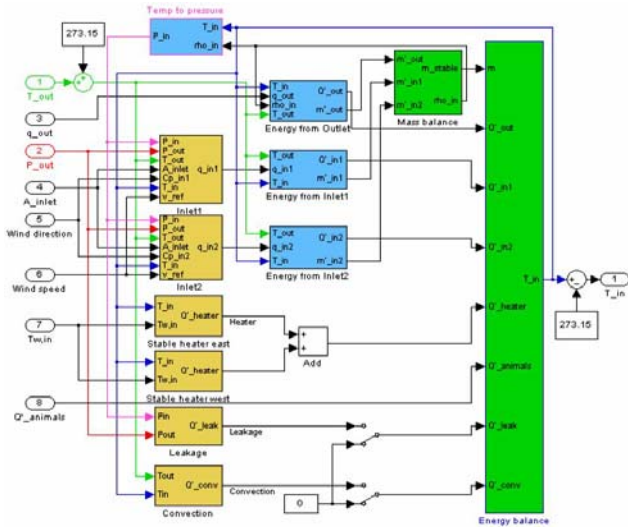 Temp to pressure
273.15
P_in
T_in
rho_in
1
T_out
3
q_out
2
P_out
4
A_inlet
5
Wind direction
6
Wind speed
7
Tw,in
8
Q'_animals
T_in
q_out
rho_in
T_out
Q'_out
m'_out
Energy from Outlet
m'_out
m'_in1
m'_in2
m_stable
rho_in
Mass balance
P_in
P_out
T_out
A_inlet
Cp_in1
T_in
v_ref
q_in1
Inlet1
T_out
q_in1
T_in
Q'_in1
m'_in1
Energy from Inlet1
P_in
P_out
T_out
A_inlet
Cp_in2
T_in
v_ref
q_in2
Inlet2
T_out
q_in2
T_in
Q'_in2
m'_in2
Energy from Inlet2
T_in
Tw,in
Q'_heater
Heater
Stable heater east
T_in
Tw,in
Q'_heater
Stable heater west
+
+
Add
Pin
Pout
Q'_leak
Leakage
Leakage
Tout
Tin
Q'_conv
Convection
Convection
0
m
Q'_out
Q'_in1
Q'_in2
Q'_heater
Q'_animals
Q'_leak
Q'_conv
T_in
Energy balance
273.15
1
T_in